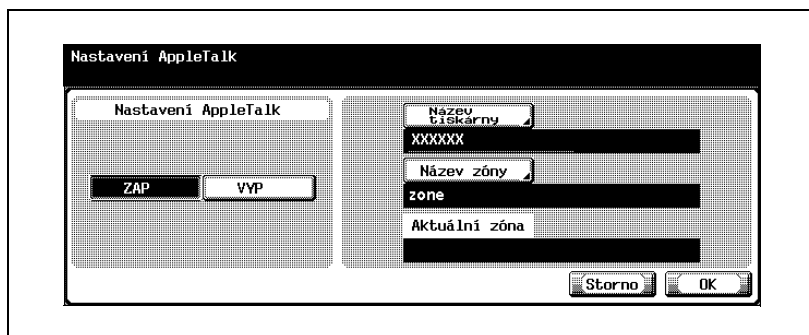 Nastavení AppleTalk
Nastavení AppleTalk
ZAP VYP
Název
tiskárny
XXXXXX
Název zóny
zone
Aktuální zóna
Storno OK